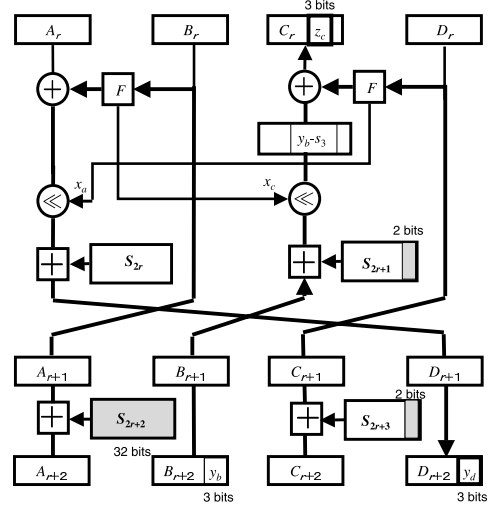 3 bits
A_r B_r C_r z_c D_r
F F
y_b-s_3
x_a x_c
≪ ≪
2 bits
S_2r S_2r+1
A_r+1 B_r+1 C_r+1 D_r+1
2 bits
S_2r+2 S_2r+3
32 bits
A_r+2 B_r+2 y_b C_r+2 D_r+2 y_d
3 bits 3 bits